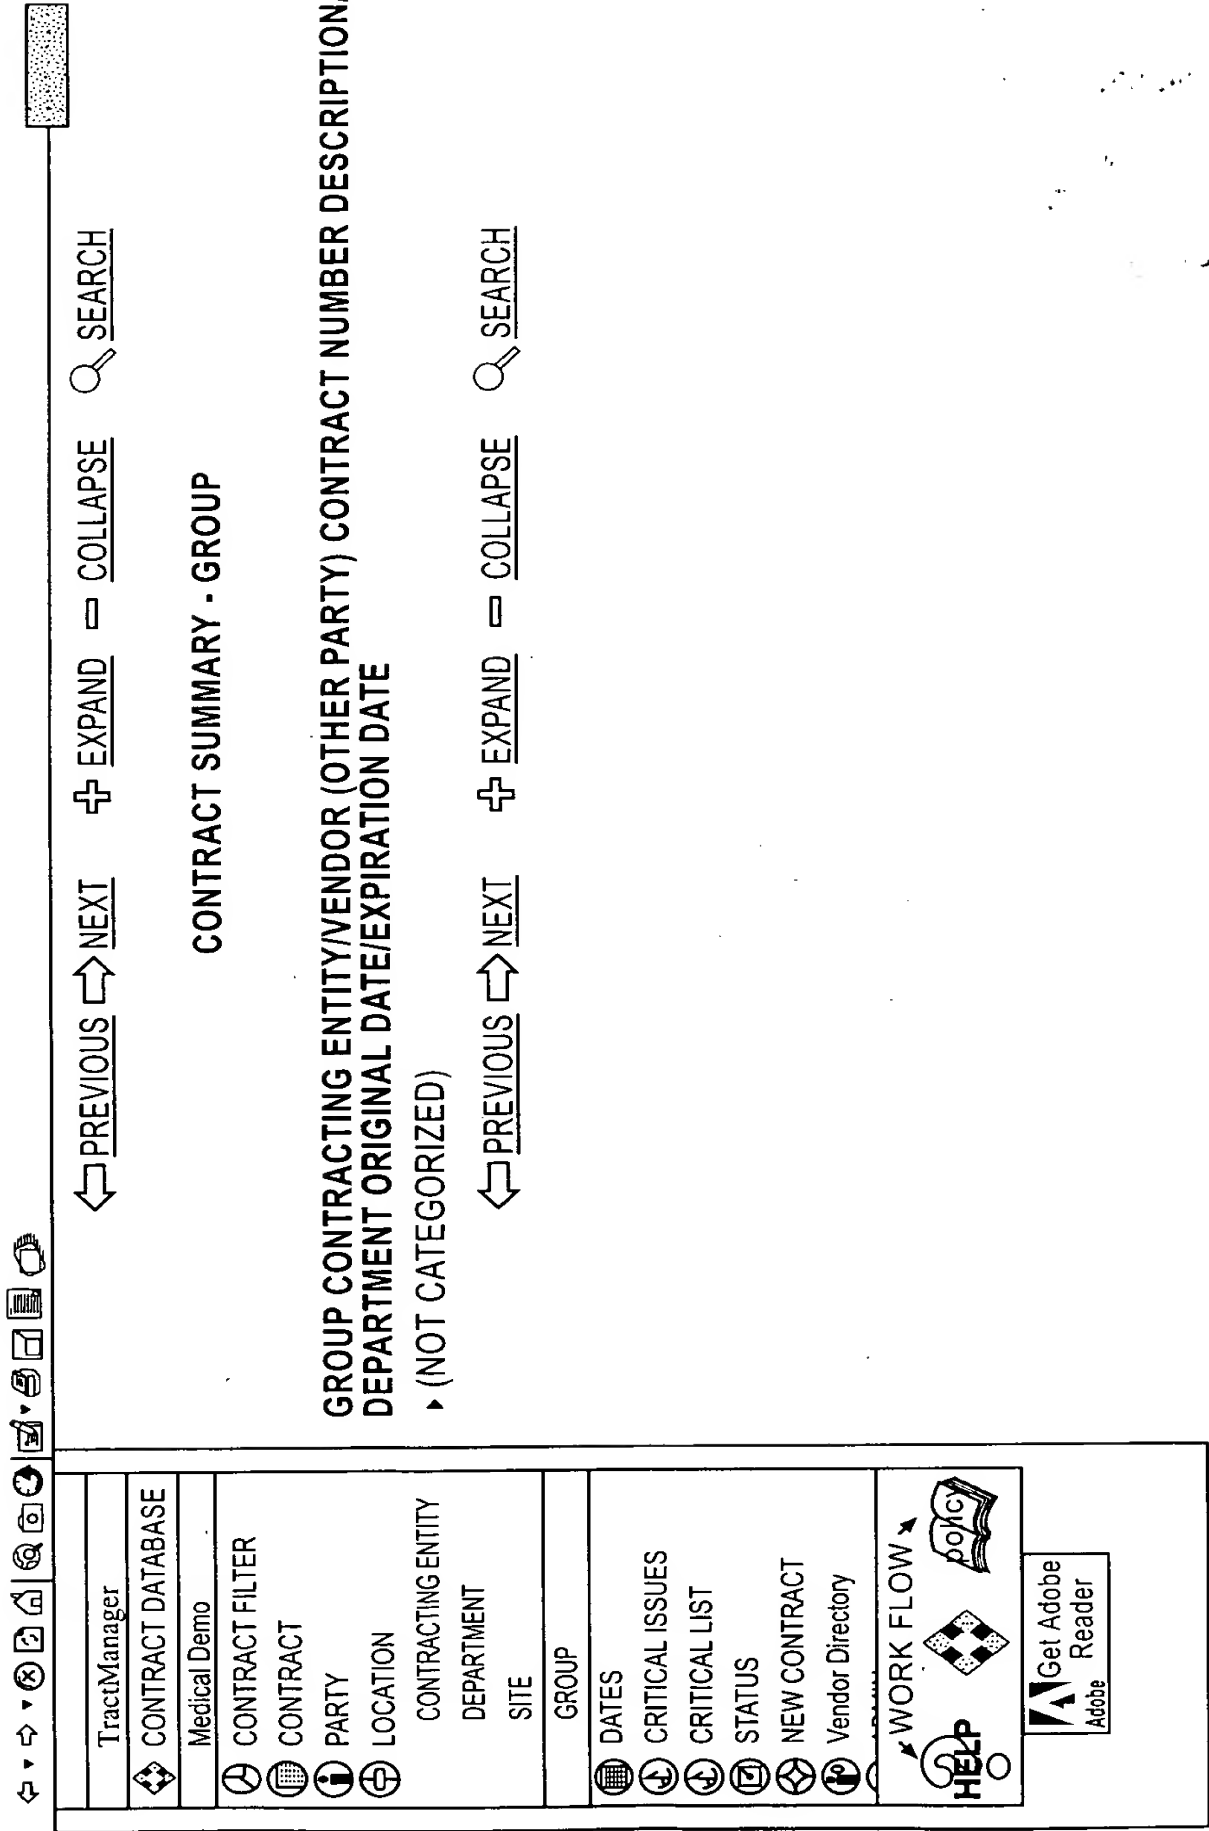 TractManager
CONTRACT DATABASE
Medical Demo
CONTRACT FILTER
CONTRACT
PARTY
LOCATION
CONTRACTING ENTITY
DEPARTMENT
SITE
GROUP
DATES
CRITICAL ISSUES
CRITICAL LIST
STATUS
NEW CONTRACT
Vendor Directory
WORK FLOW
HELP
policy
Get Adobe
Reader
Adobe
PREVIOUS NEXT EXPAND COLLAPSE SEARCH
CONTRACT SUMMARY - GROUP
GROUP CONTRACTING ENTITY/VENDOR (OTHER PARTY) CONTRACT NUMBER DESCRIPTION
DEPARTMENT ORIGINAL DATE/EXPIRATION DATE
(NOT CATEGORIZED)
PREVIOUS NEXT EXPAND COLLAPSE SEARCH